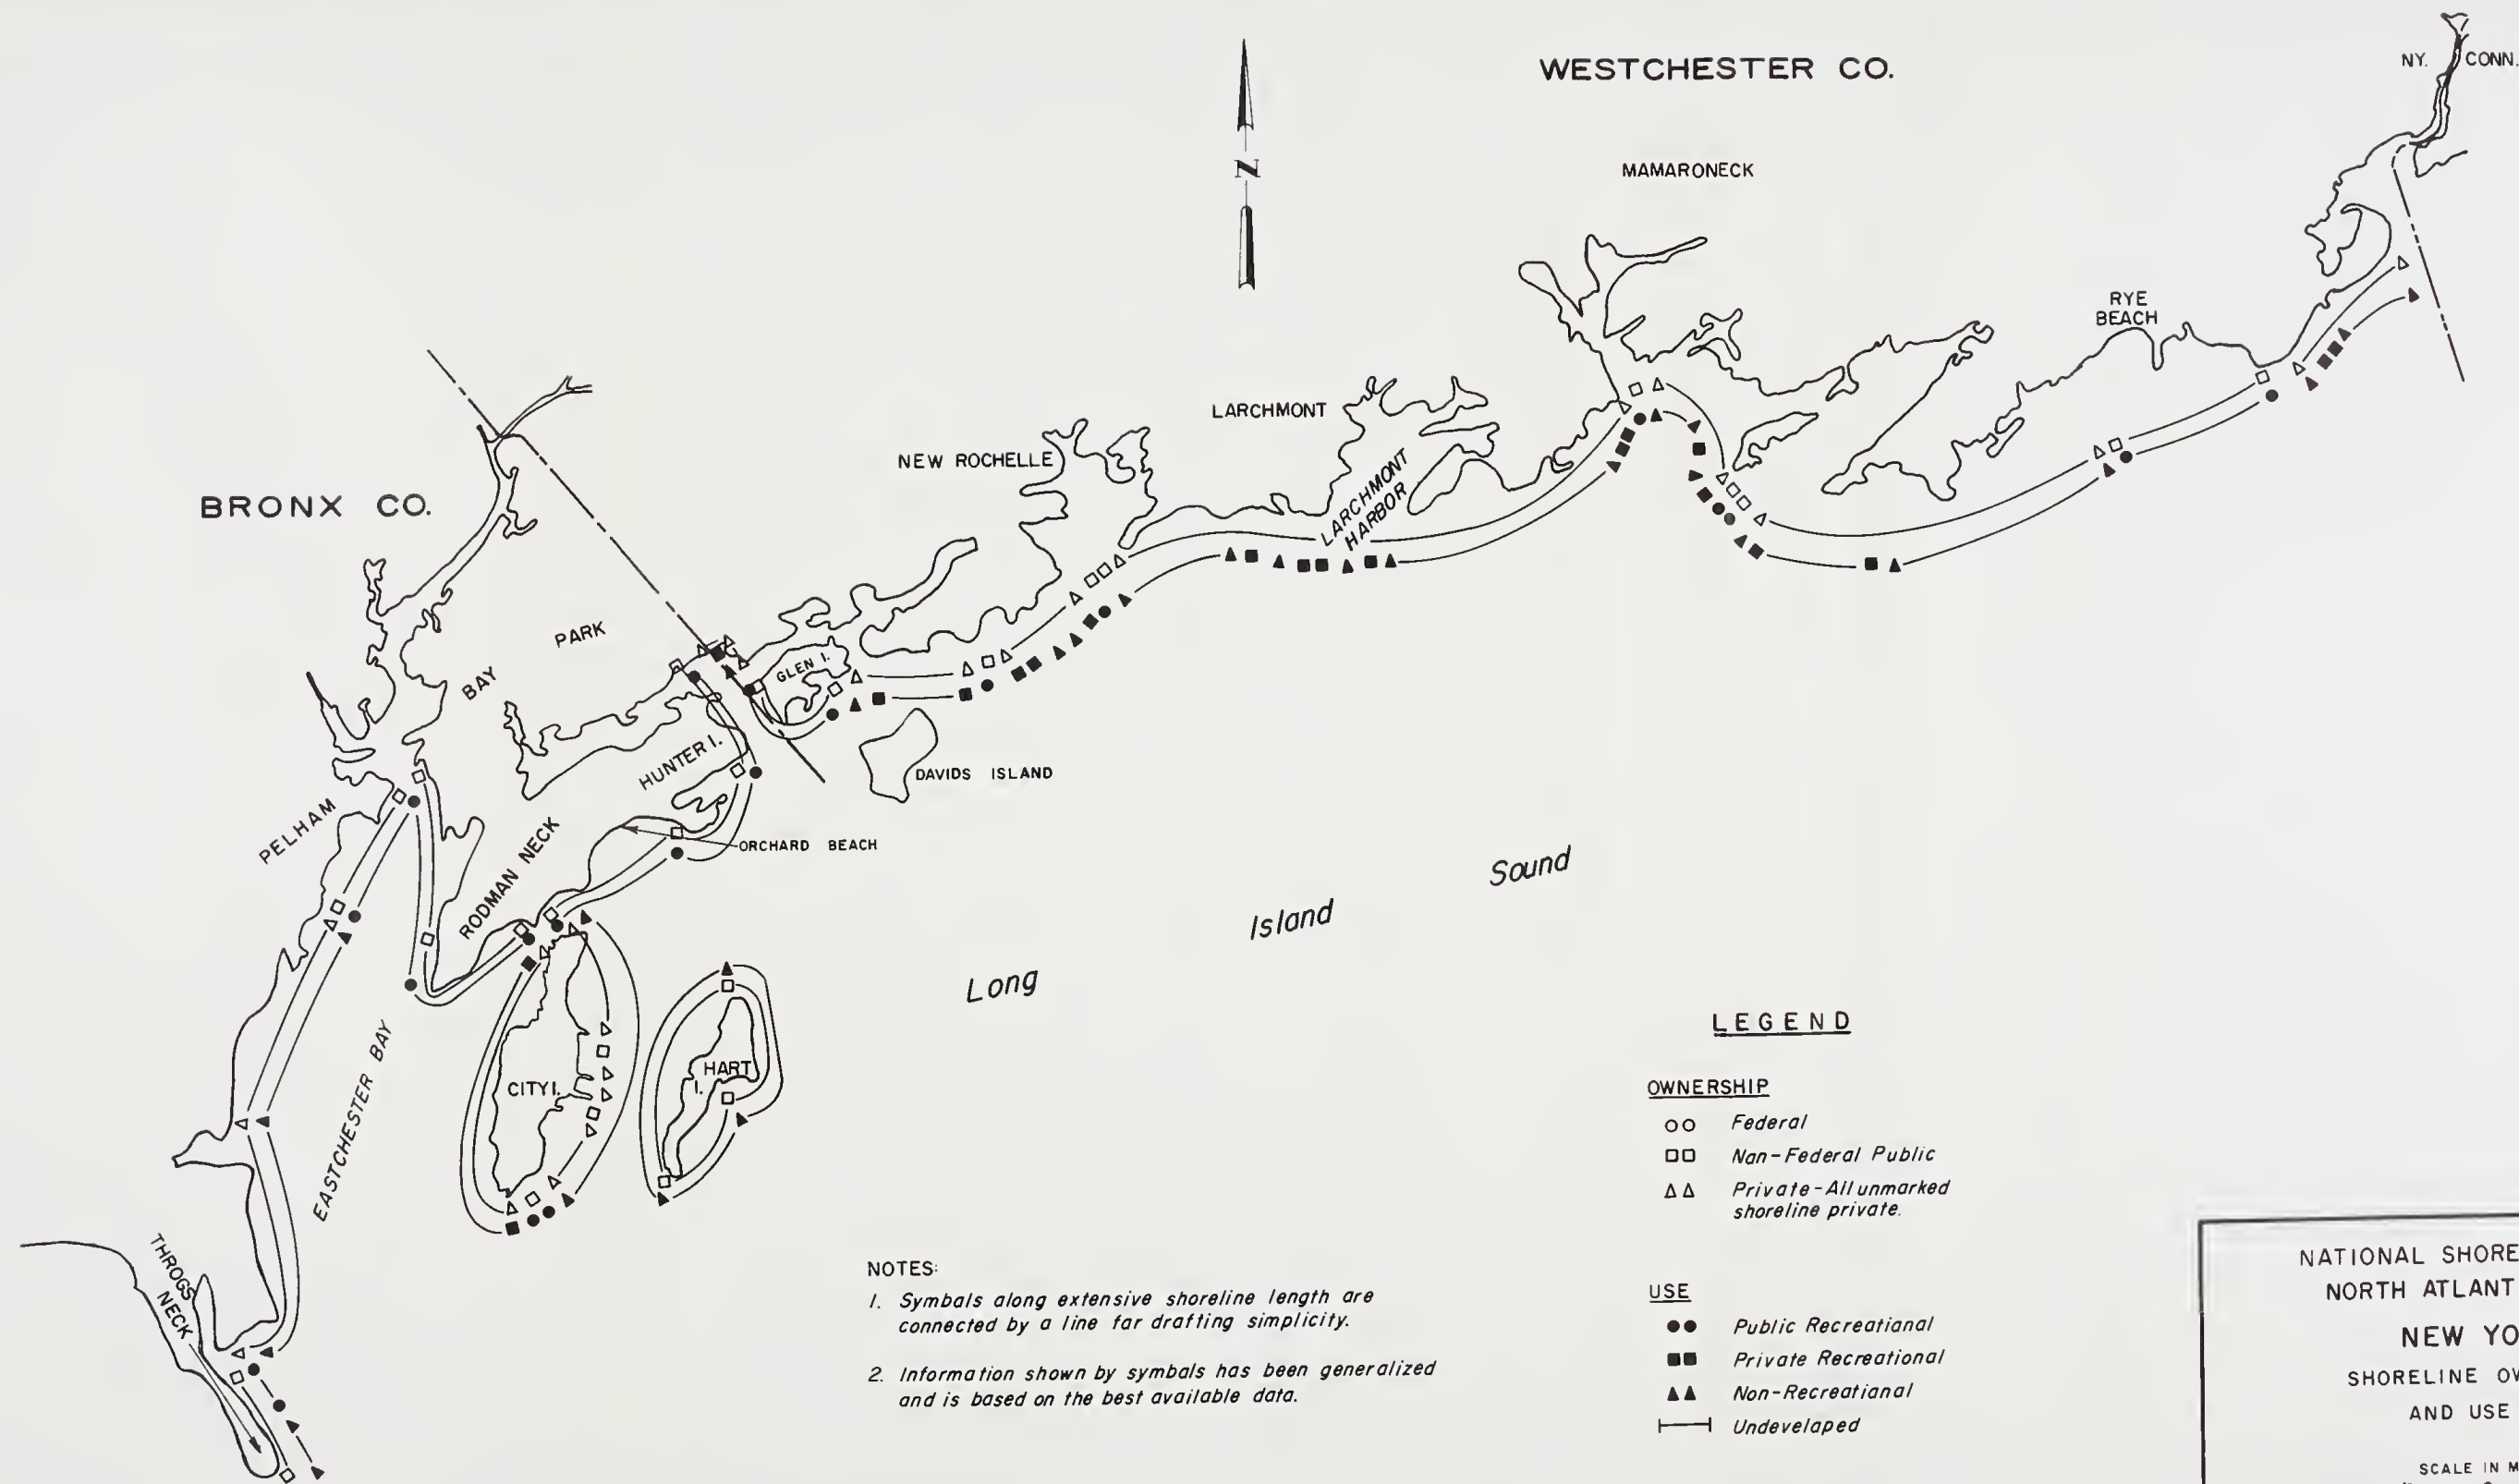 WESTCHESTER CO.
NY.
CONN.
N
MAMARONECK
RYE
BEACH
LARCHMONT
NEW ROCHELLE
LARCHMONT
HARBOR
BRONX CO.
PARK
BAY
PELHAM
GLEN I.
HUNTER I.
DAVIDS ISLAND
ORCHARD BEACH
RODMAN NECK
Long Island Sound
CITY I.
HART
I.
EASTCHESTER BAY
THROGS
NECK
NOTES:
1. Symbals along extensive shoreline length are
connected by a line far drafting simplicity.
2. Information shown by symbals has been generalized
and is based on the best available data.
LEGEND
OWNERSHIP
Federal
Nan-Federal Public
Private-All unmarked
shoreline private.
USE
Public Recreatianal
Private Recreatianal
Nan-Recreatianal
Undevelaped
NATIONAL SHORE
NORTH ATLANT
NEW YO
SHORELINE OW
AND USE
SCALE IN M